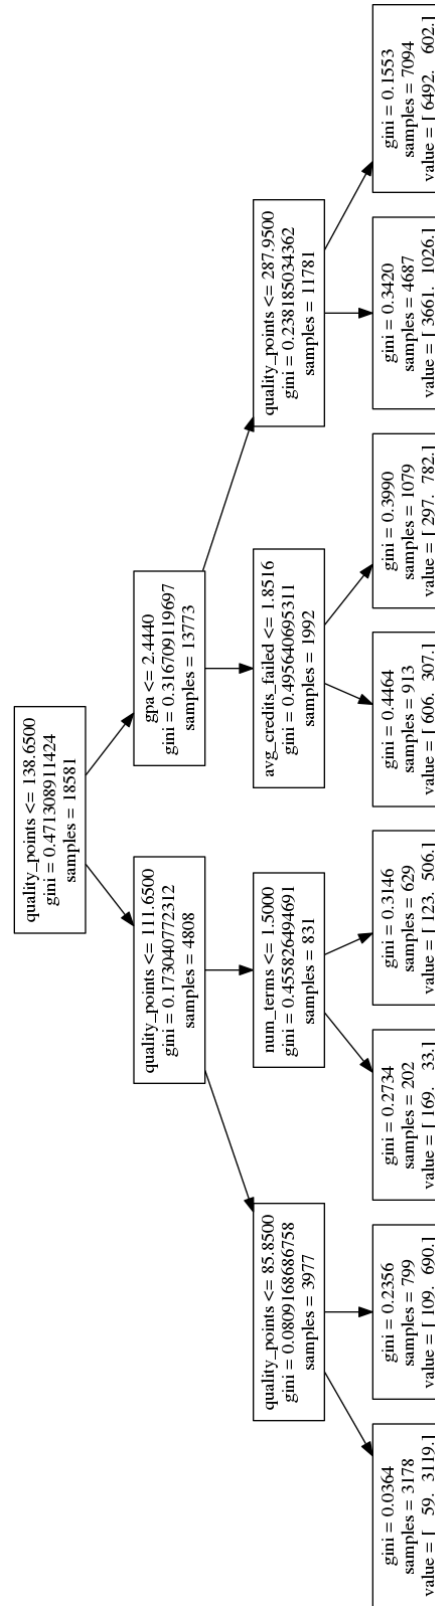 quality_points <= 138.6500
gini = 0.471308911424
samples = 18581
quality_points <= 111.6500
gini = 0.173040772312
samples = 4808
gpa <= 2.4440
gini = 0.316709119697
samples = 13773
quality_points <= 85.8500
gini = 0.0809168686758
samples = 3977
num_terms <= 1.5000
gini = 0.455826494691
samples = 831
avg_credits_failed <= 1.8516
gini = 0.495640695311
samples = 1992
quality_points <= 287.9500
gini = 0.238185034362
samples = 11781
gini = 0.0364
samples = 3178
value = [ 59. 3119.]
gini = 0.2356
samples = 799
value = [ 109. 690.]
gini = 0.2734
samples = 202
value = [ 169. 33.]
gini = 0.3146
samples = 629
value = [ 123. 506.]
gini = 0.4464
samples = 913
value = [ 606. 307.]
gini = 0.3990
samples = 1079
value = [ 297. 782.]
gini = 0.3420
samples = 4687
value = [ 3661. 1026.]
gini = 0.1553
samples = 7094
value = [ 6492. 602.]